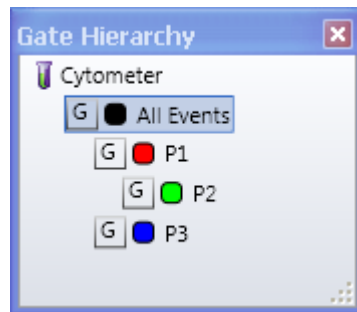 Gate Hierarchy
Cytometer
G All Events
G P1
G P2
G P3